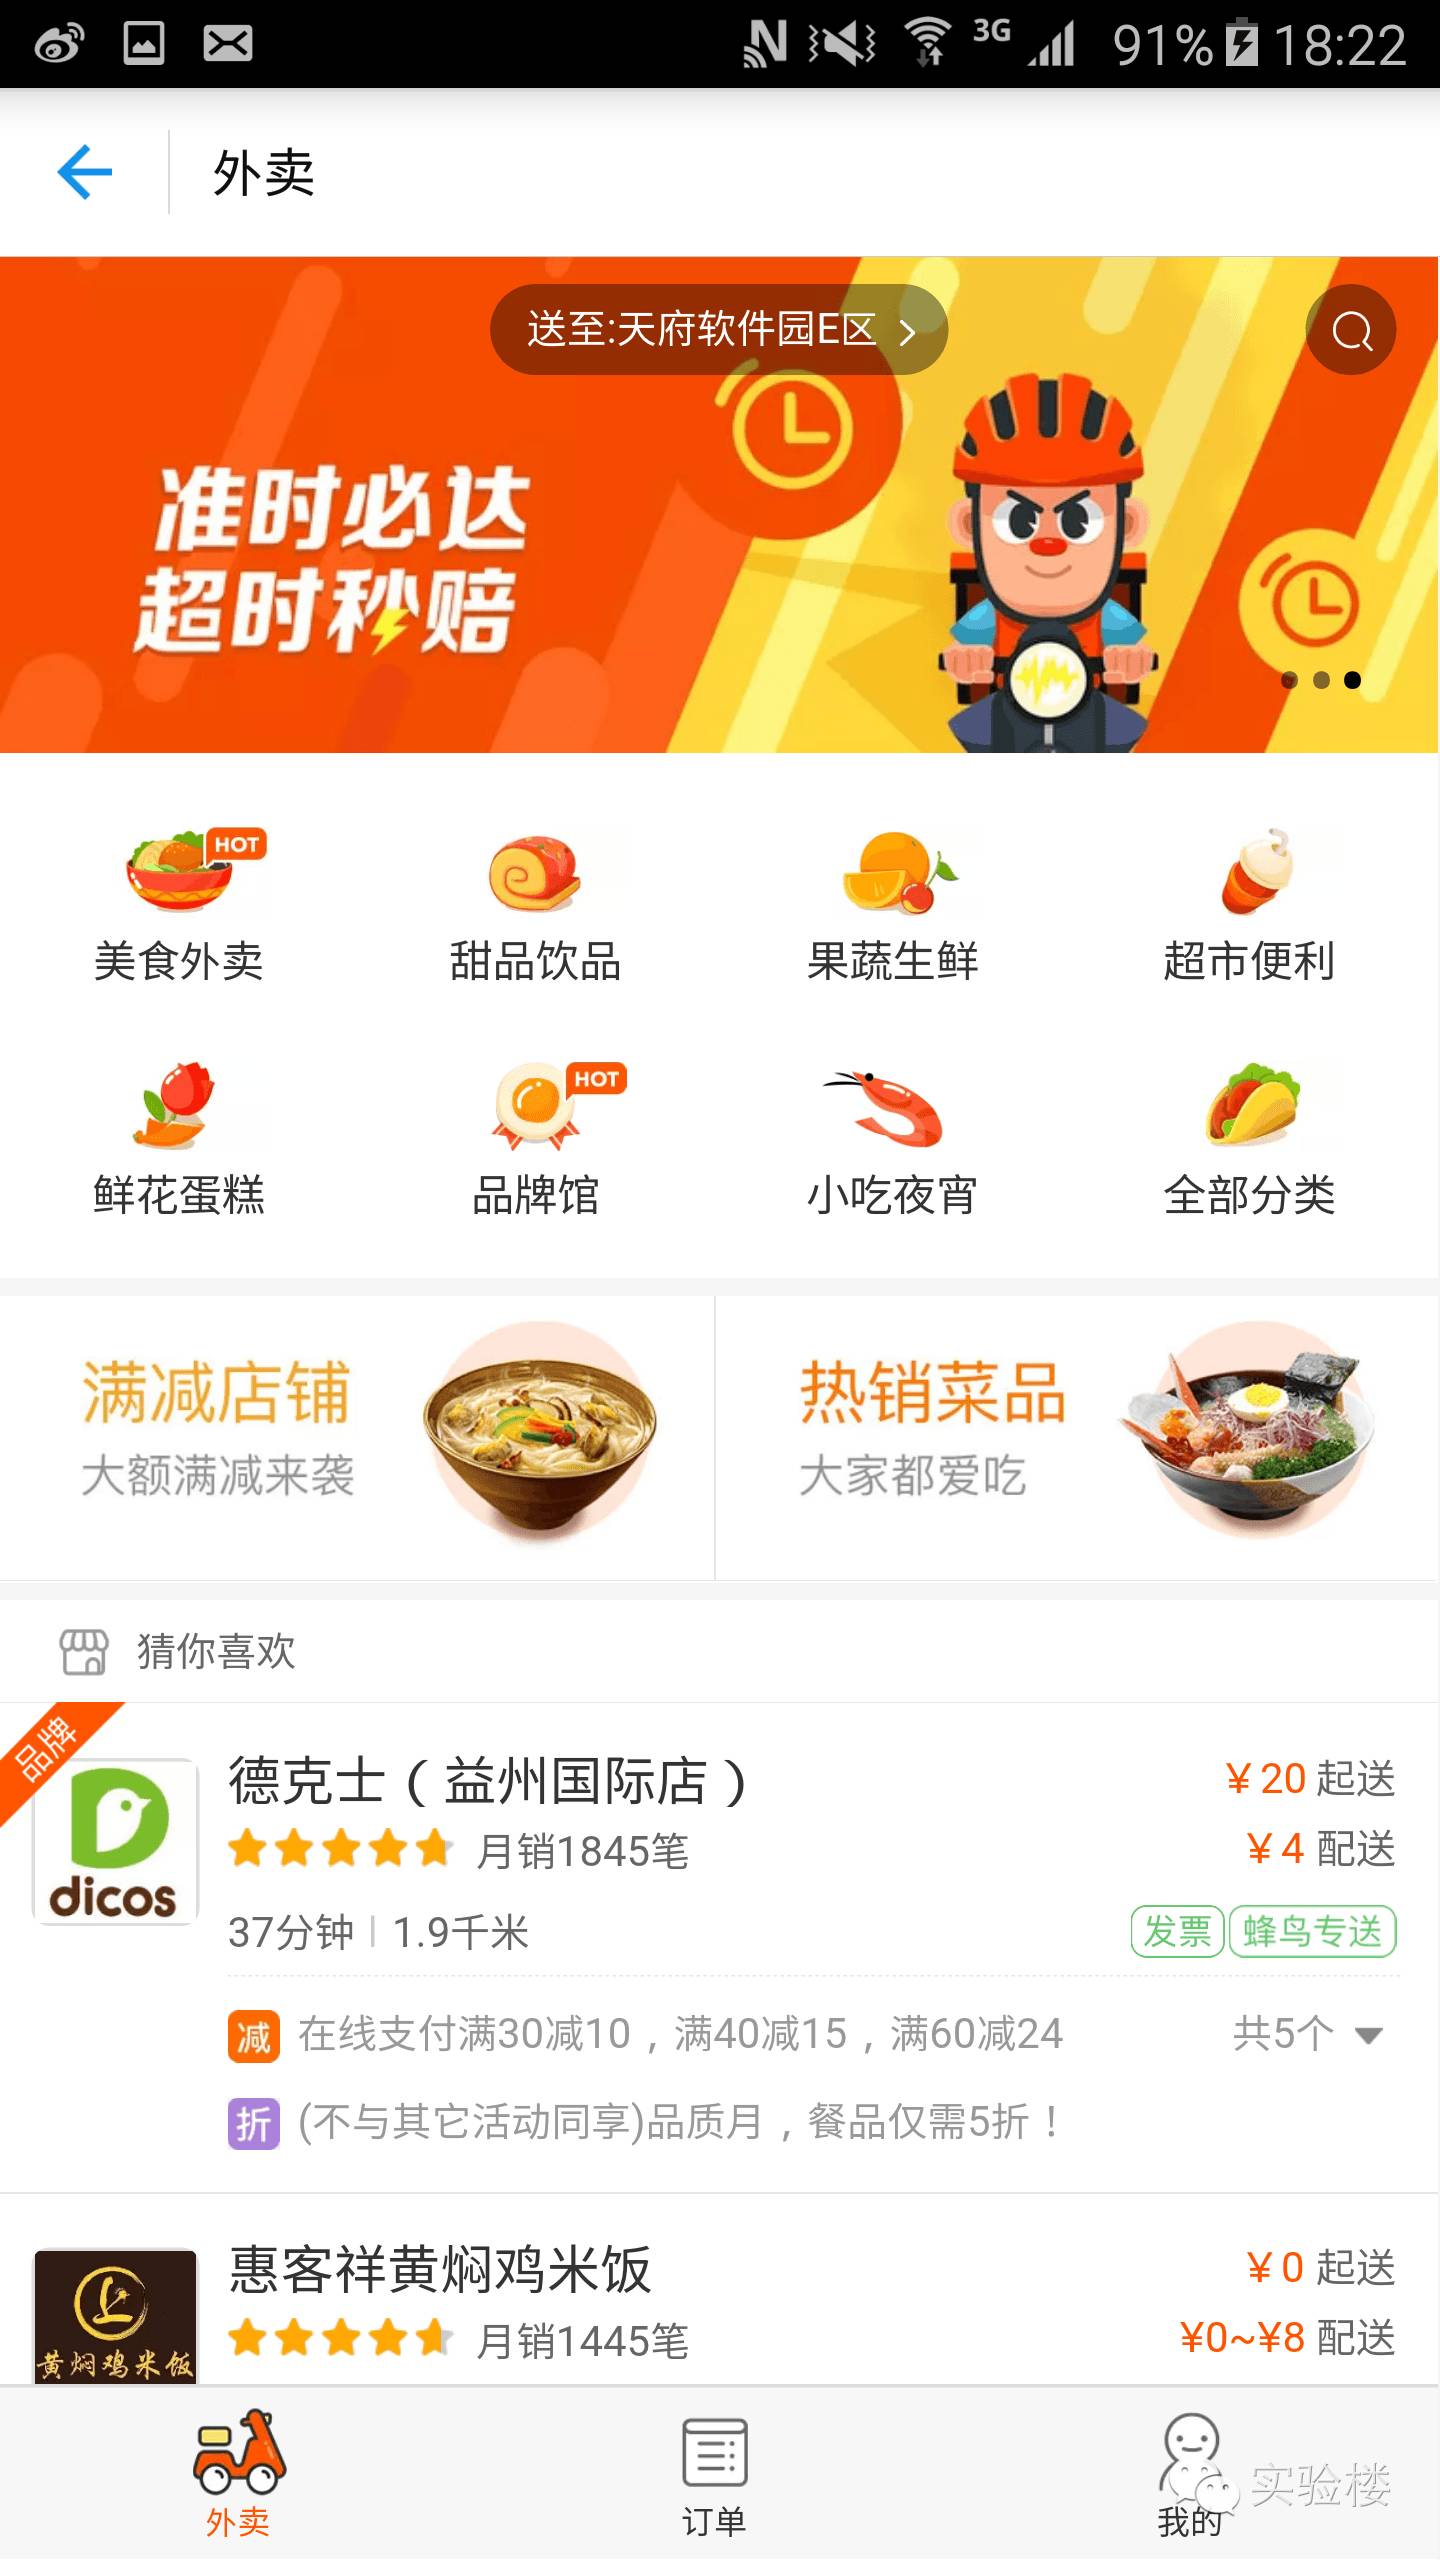 3G 91% 18:22
外卖
送至:天府软件园E区
准时必达
超时秒赔
HOT
美食外卖 甜品饮品 果蔬生鲜 超市便利
HOT
鲜花蛋糕 品牌馆 小吃夜宵 全部分类
满减店铺 热销菜品
大额满减来袭 大家都爱吃
猜你喜欢
品牌
dicos
德克士（益州国际店） ¥20 起送
月销1845笔 ¥4 配送
37分钟 1.9千米 发票 蜂鸟专送
减 在线支付满30减10，满40减15，满60减24 共5个
折 (不与其它活动同享)品质月，餐品仅需5折！
惠客祥黄焖鸡米饭 ¥0 起送
月销1445笔 ¥0~¥8 配送
黄焖鸡米饭
实验楼
外卖 订单 我的